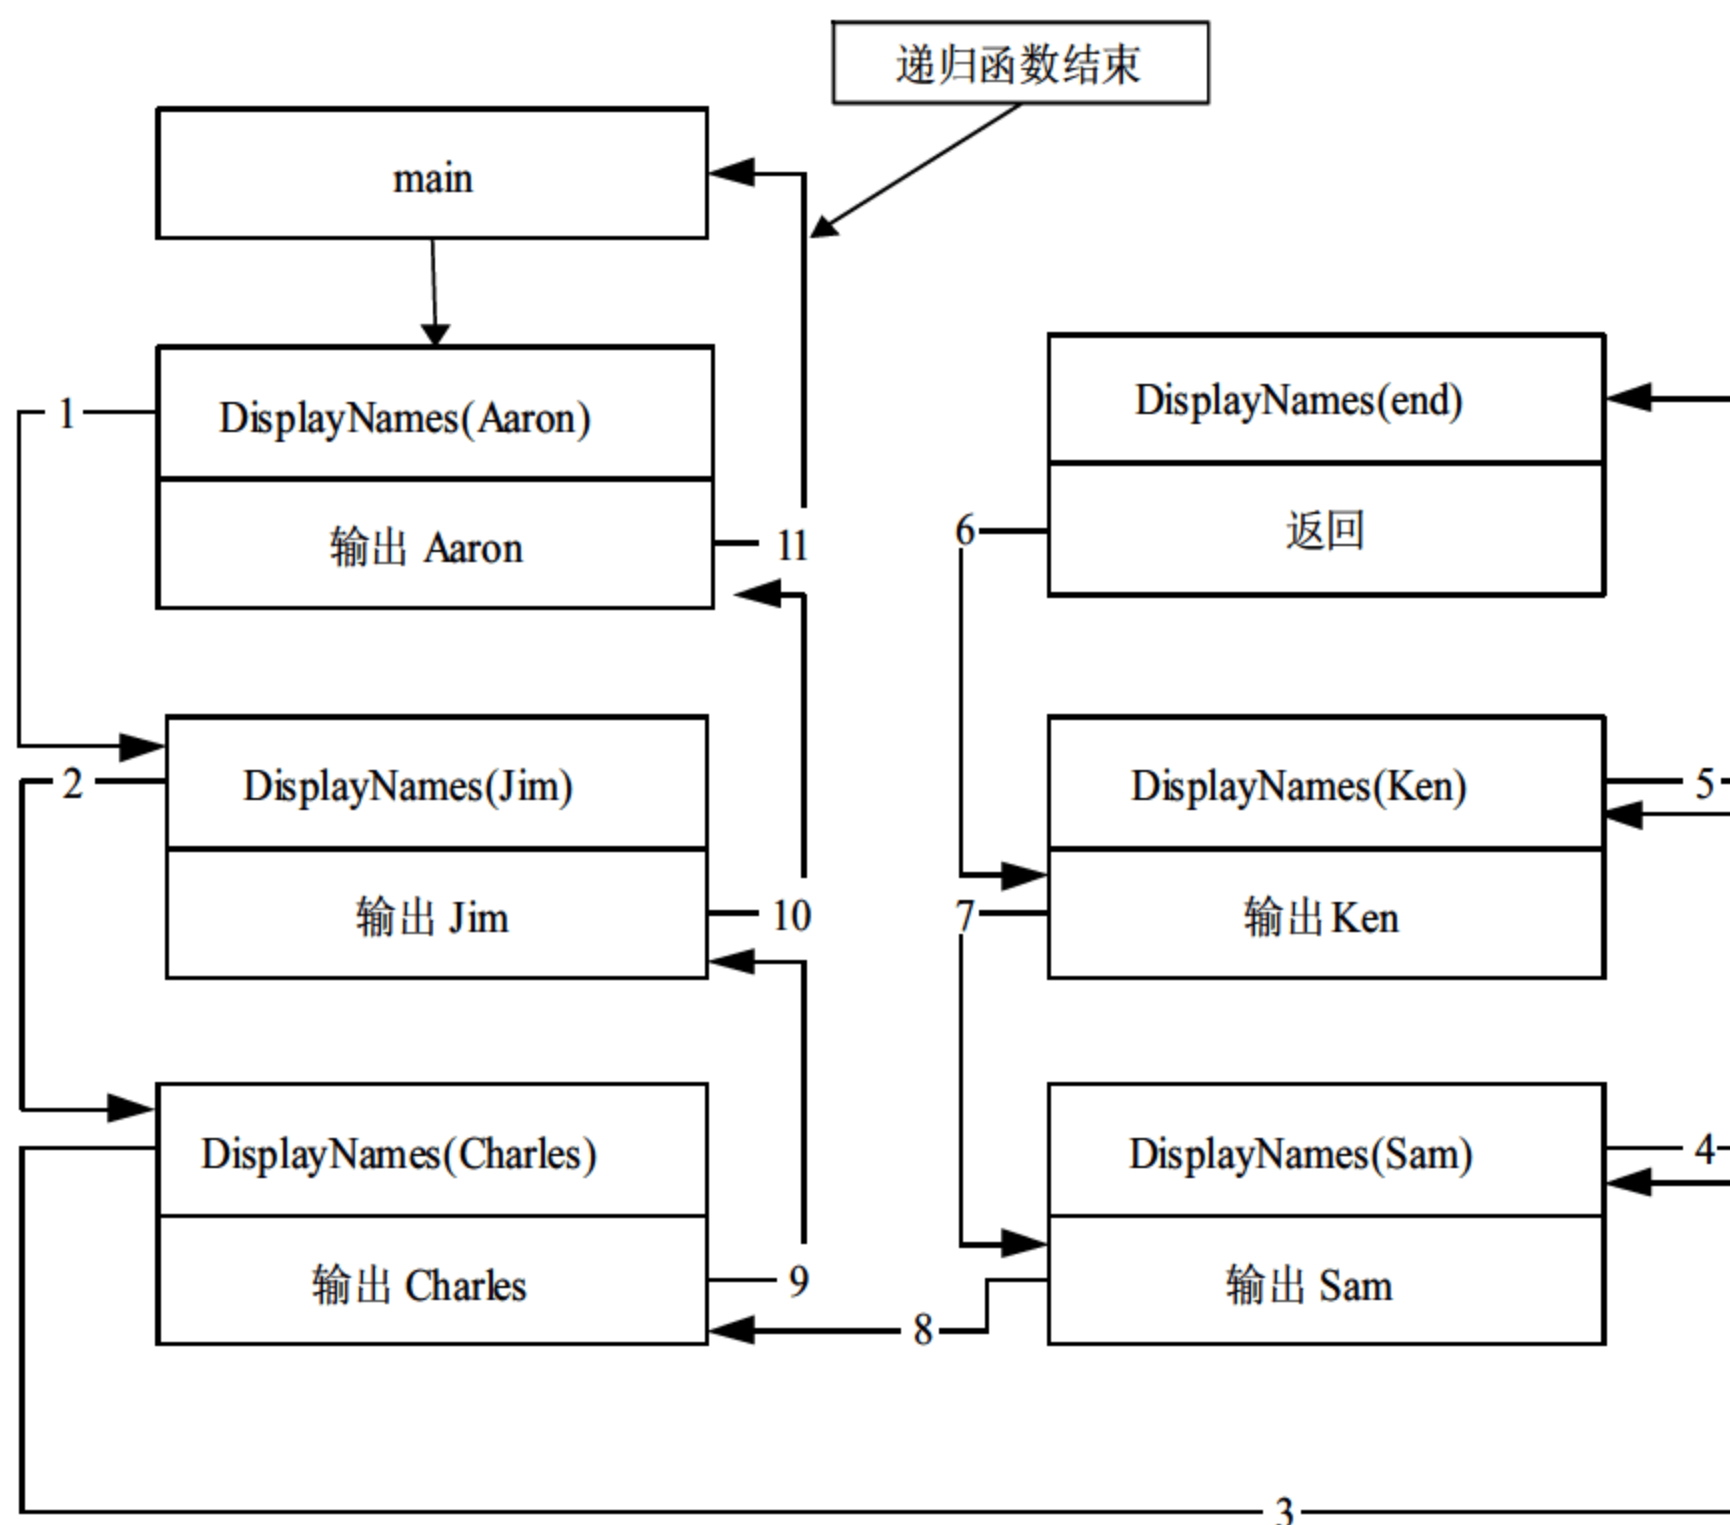 递归函数结束
main
1
DisplayNames(Aaron)
输出 Aaron
11
DisplayNames(end)
返回
6
2
DisplayNames(Jim)
输出 Jim
10
DisplayNames(Ken)
5
输出 Ken
7
DisplayNames(Charles)
输出 Charles
9
DisplayNames(Sam)
4
输出 Sam
8
3